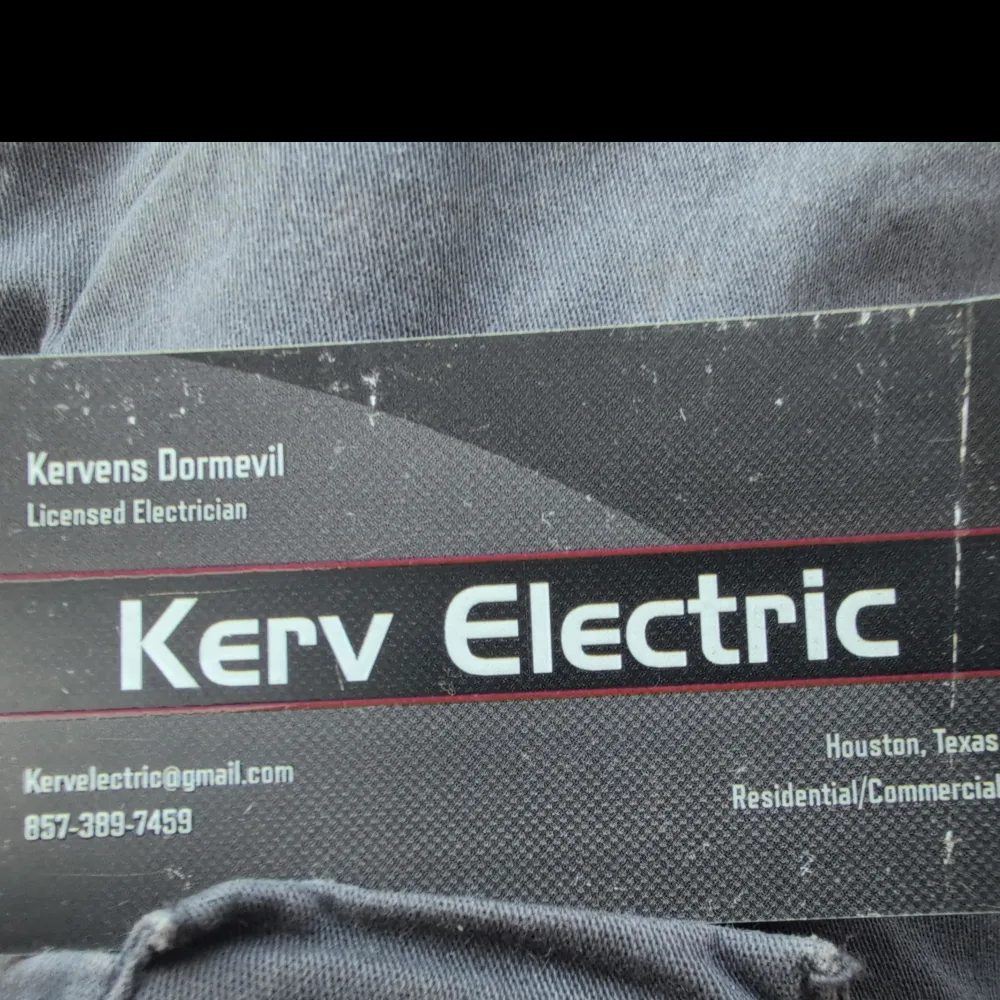 Kervens Dormevil
Licensed Electrician
Kerv Electric
Kervelectric@gmail.com
857-389-7459
Houston, Texas
Residential/Commercial